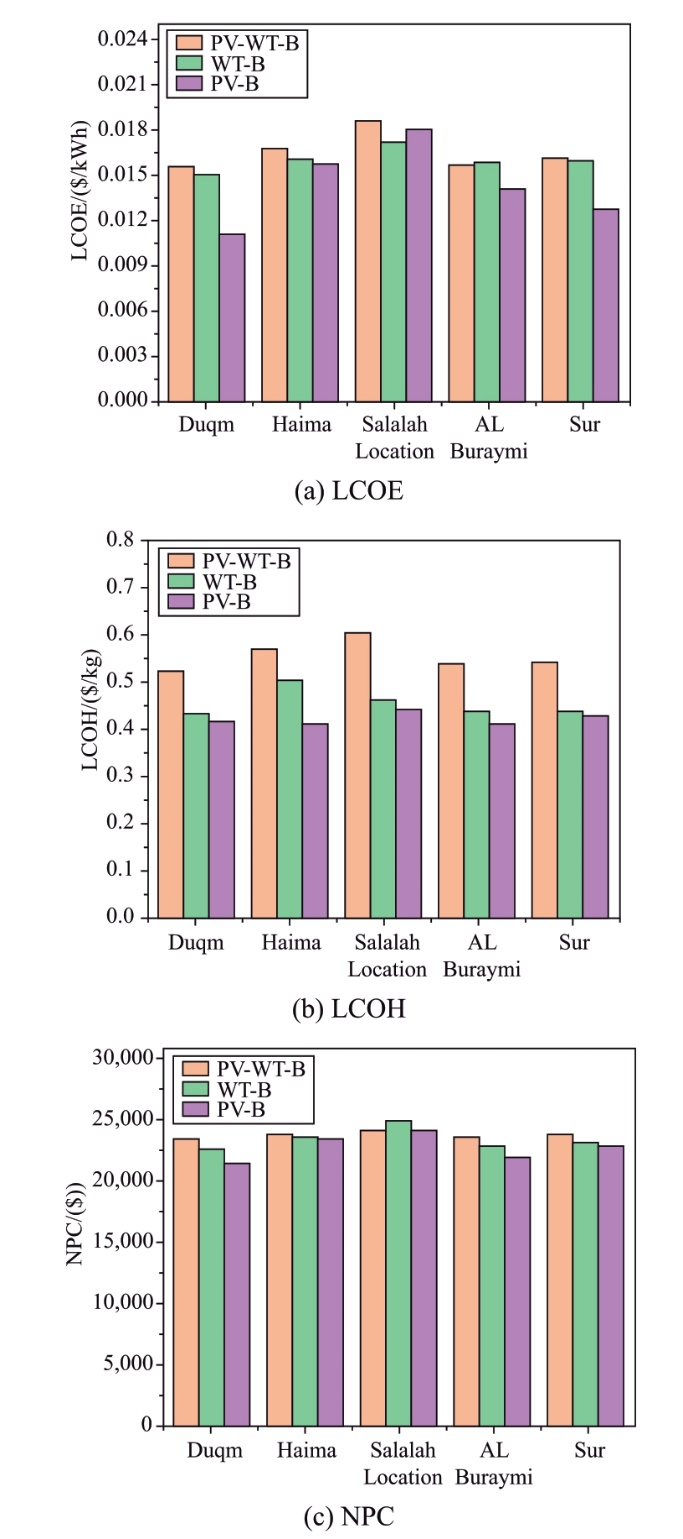 0.024
0.021
0.018
0.015
0.012
0.009
0.006
0.003
0.000
LCOE/($/kWh)
PV-WT-B
WT-B
PV-B
Duqm Haima Salalah AL Sur
Location Buraymi
(a) LCOE
0.8
0.7
0.6
0.5
0.4
0.3
0.2
0.1
0.0
LCOH/($/kg)
PV-WT-B
WT-B
PV-B
Duqm Haima Salalah AL Sur
Location Buraymi
(b) LCOH
30,000
25,000
20,000
15,000
10,000
5,000
0
NPC/($))
PV-WT-B
WT-B
PV-B
Duqm Haima Salalah AL Sur
Location Buraymi
(c) NPC